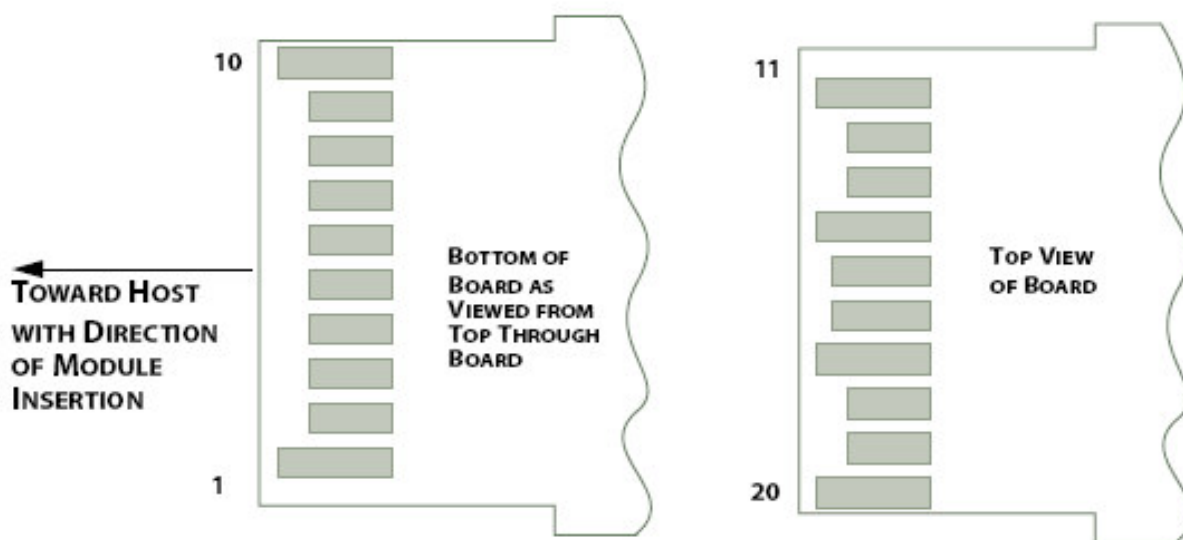 10
TOWARD HOST
WITH DIRECTION
OF MODULE
INSERTION
1
BOTTOM OF
BOARD AS
VIEWED FROM
TOP THROUGH
BOARD
11
TOP VIEW
OF BOARD
20